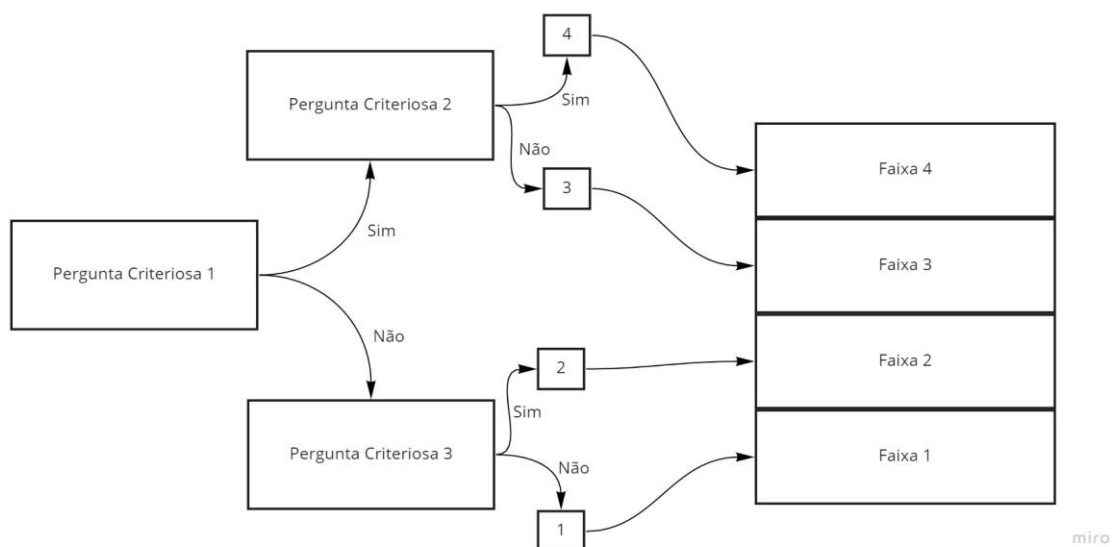 4
Sim
Pergunta Criteriosa 2
Não
3
Sim
Pergunta Criteriosa 1
Não
2
Sim
Pergunta Criteriosa 3
Não
1
Faixa 4
Faixa 3
Faixa 2
Faixa 1
miro